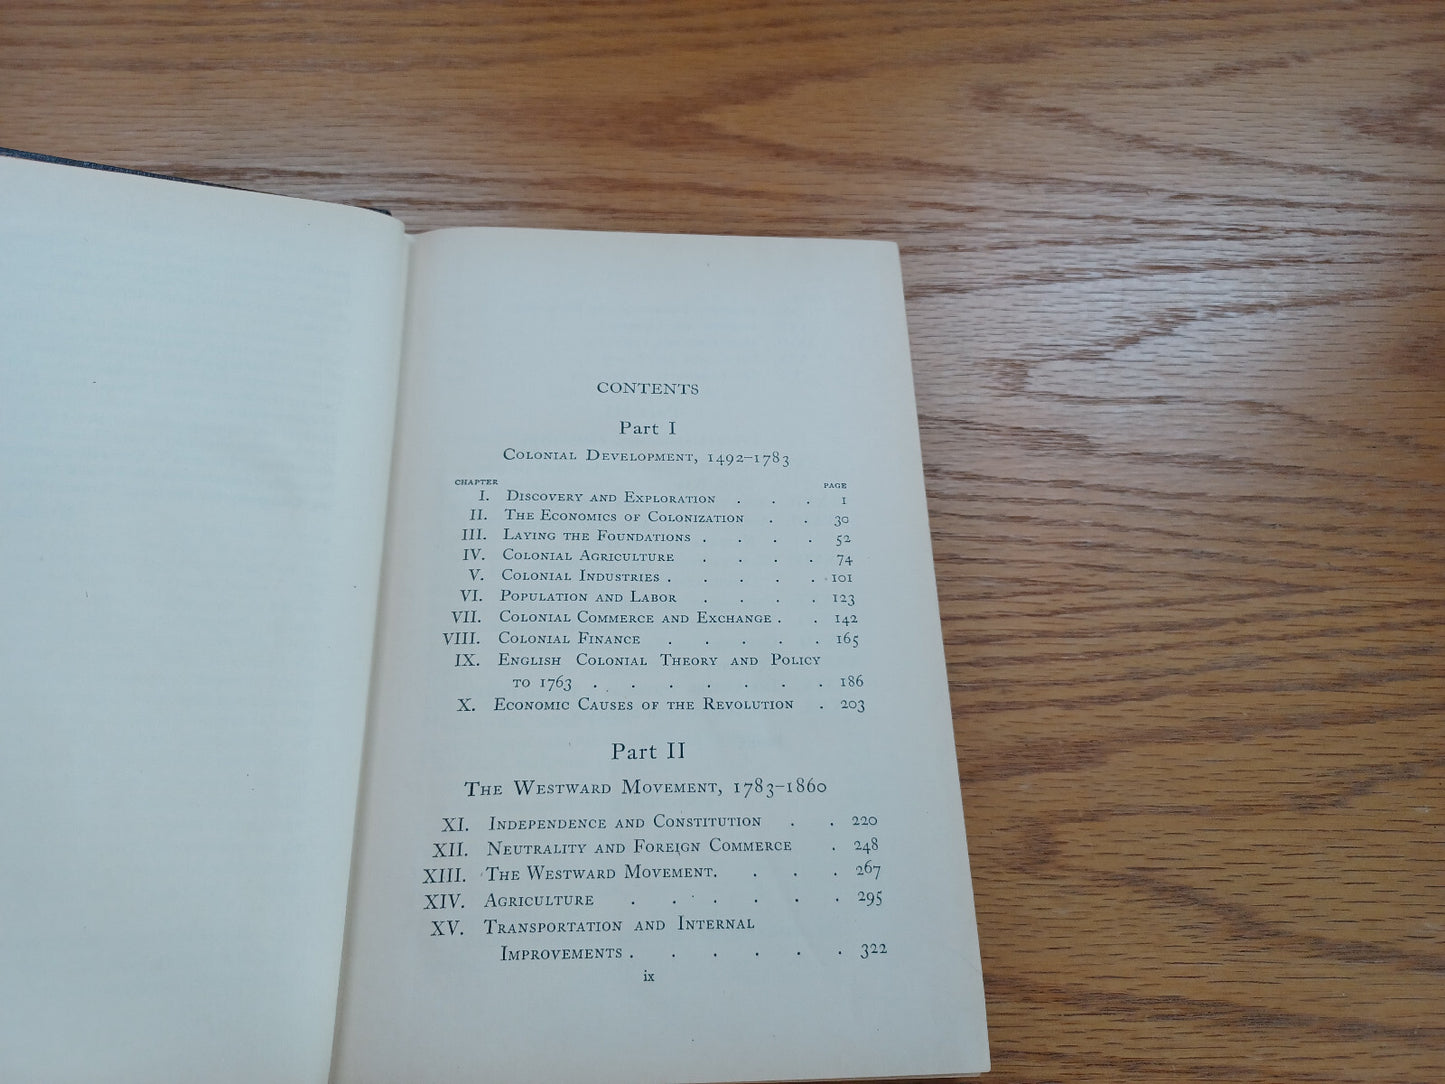 CONTENTS
Part I
Colonial Development, 1492–1783
CHAPTER PAGE
I. Discovery and Exploration . . . 1
II. The Economics of Colonization . . 30
III. Laying the Foundations . . . . 52
IV. Colonial Agriculture . . . . 74
V. Colonial Industries . . . . . 101
VI. Population and Labor . . . . 123
VII. Colonial Commerce and Exchange . . 142
VIII. Colonial Finance . . . . . 165
IX. English Colonial Theory and Policy
to 1763 . . . . . . . 186
X. Economic Causes of the Revolution . 203
Part II
The Westward Movement, 1783–1860
XI. Independence and Constitution . . 220
XII. Neutrality and Foreign Commerce . 248
XIII. The Westward Movement. . . . 267
XIV. Agriculture . . . . . . 295
XV. Transportation and Internal
Improvements . . . . . . 322
ix